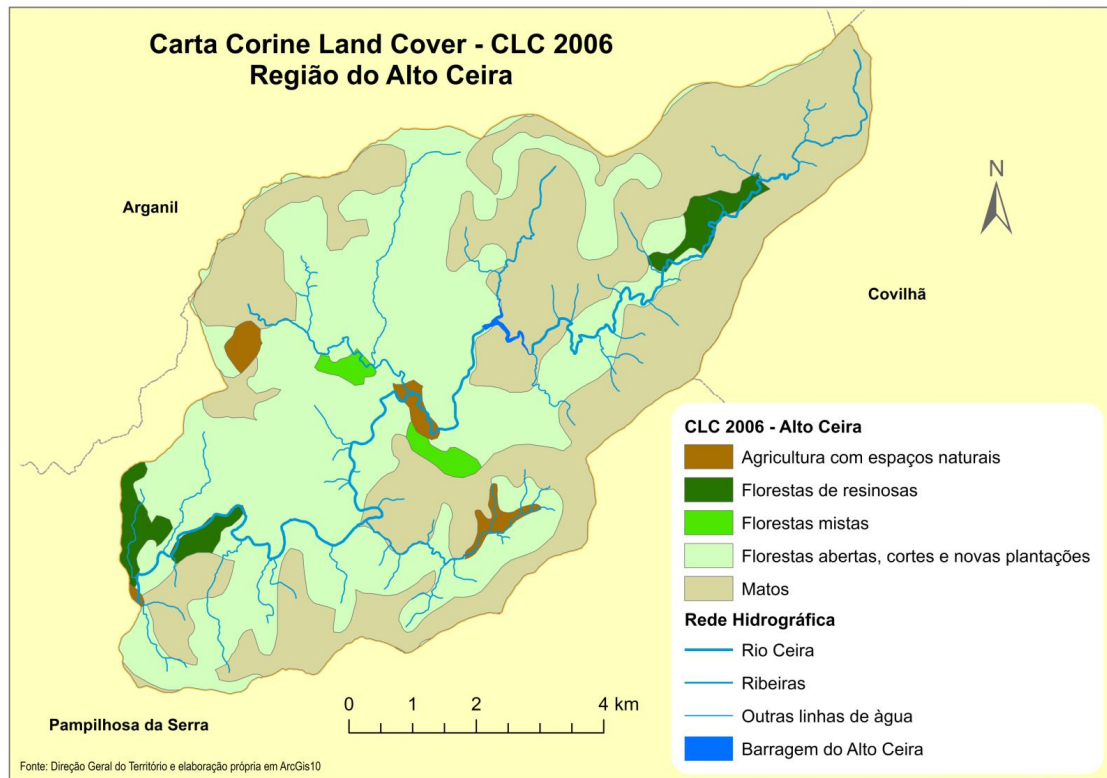 Carta Corine Land Cover - CLC 2006
Região do Alto Ceira
N
Arganil
Covilhã
CLC 2006 - Alto Ceira
Agricultura com espaços naturais
Florestas de resinosas
Florestas mistas
Florestas abertas, cortes e novas plantações
Matos
Rede Hidrográfica
Rio Ceira
Ribeiras
Outras linhas de àgua
Barragem do Alto Ceira
0 1 2 4 km
Pampilhosa da Serra
Fonte: Direção Geral do Território e elaboração própria em ArcGis10